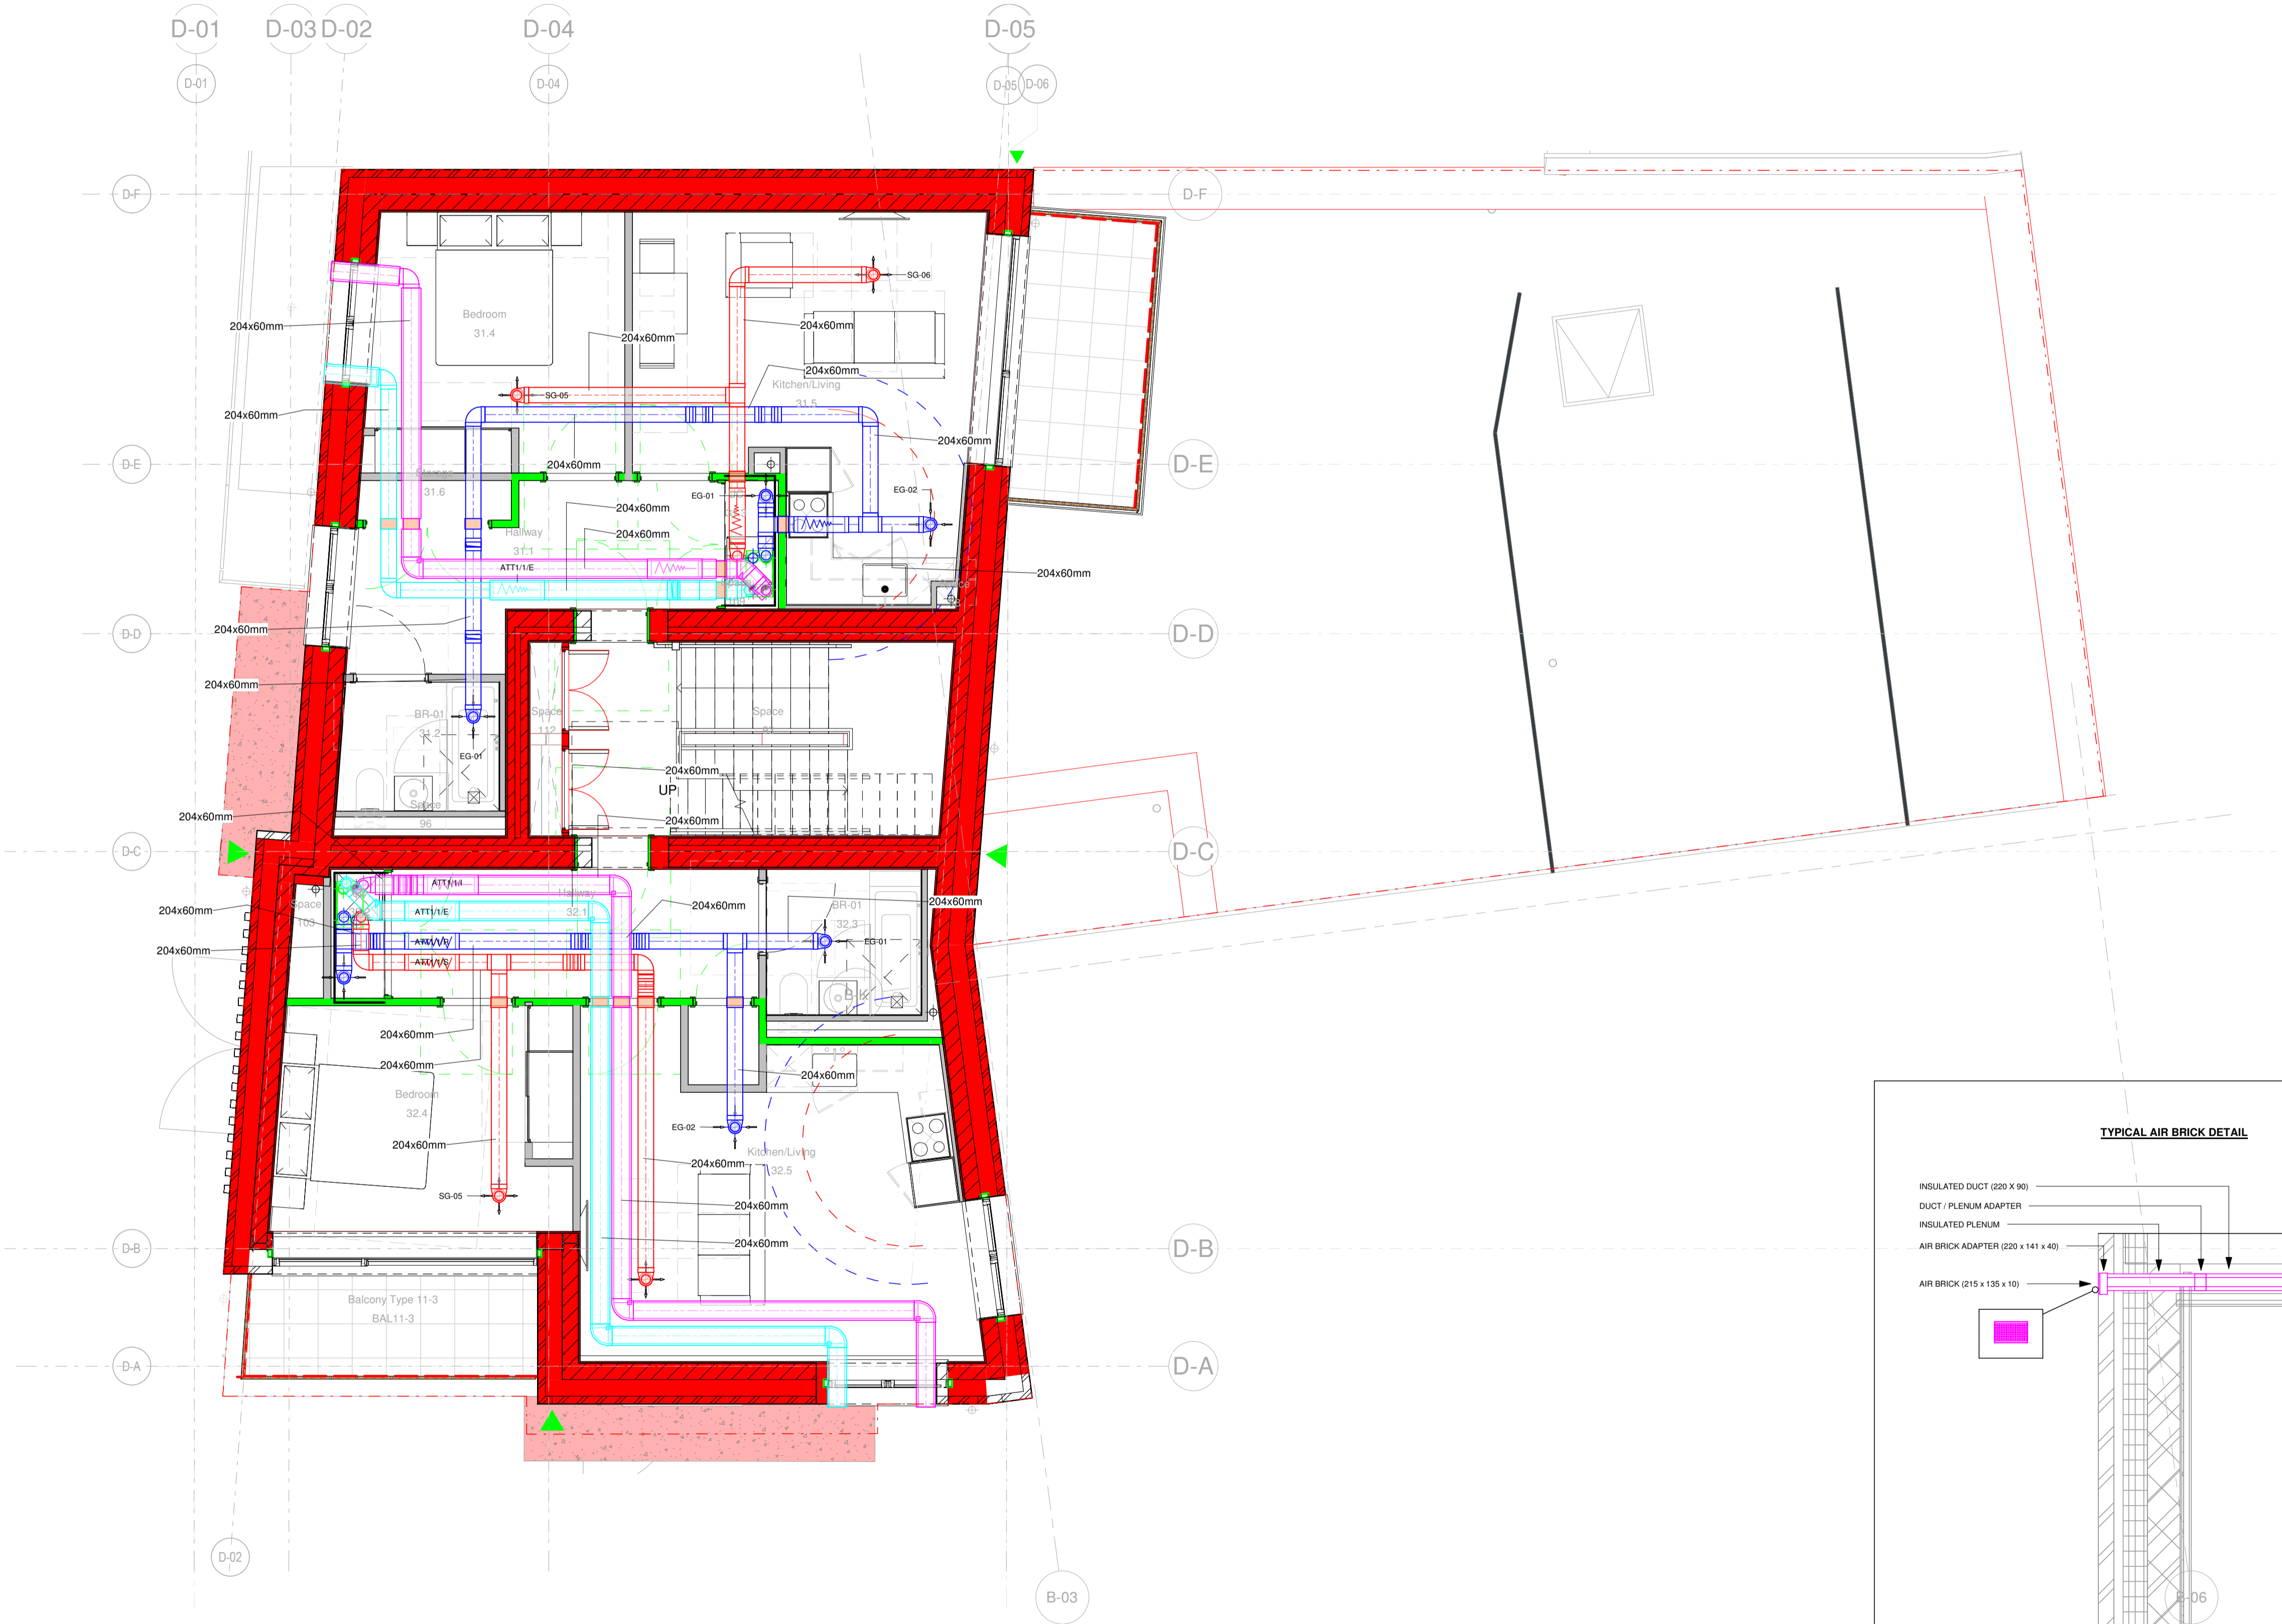 D-01
D-03
D-02
D-04
D-05
D-01
D-04
D-05
D-06
D-F
D-F
SG-06
Bedroom
31.4
204x60mm
204x60mm
204x60mm
204x60mm
Kitchen/Living
31.5
SG-05
204x60mm
204x60mm
D-E
204x60mm
D-E
Storage
31.6
EG-01
EG-02
204x60mm
Hallway
31.1
204x60mm
ATT1/1/E
204x60mm
D-D
204x60mm
D-D
204x60mm
BR-01
31.2
Space
112
Space
EG-01
204x60mm
UP
Space
96
204x60mm
204x60mm
D-C
D-C
ATT1/1/I
Hallway
32.1
Space
103
ATT1/1/E
204x60mm
204x60mm
BR-01
32.3
204x60mm
204x60mm
EG-01
ATT1/1/S
204x60mm
204x60mm
204x60mm
Bedroom
32.4
EG-02
204x60mm
Kitchen/Living
32.5
204x60mm
SG-05
204x60mm
204x60mm
D-B
D-B
Balcony Type 11-3
BAL11-3
D-A
D-A
D-02
B-03
TYPICAL AIR BRICK DETAIL
INSULATED DUCT (220 X 90)
DUCT / PLENUM ADAPTER
INSULATED PLENUM
AIR BRICK ADAPTER (220 x 141 x 40)
AIR BRICK (215 x 135 x 10)